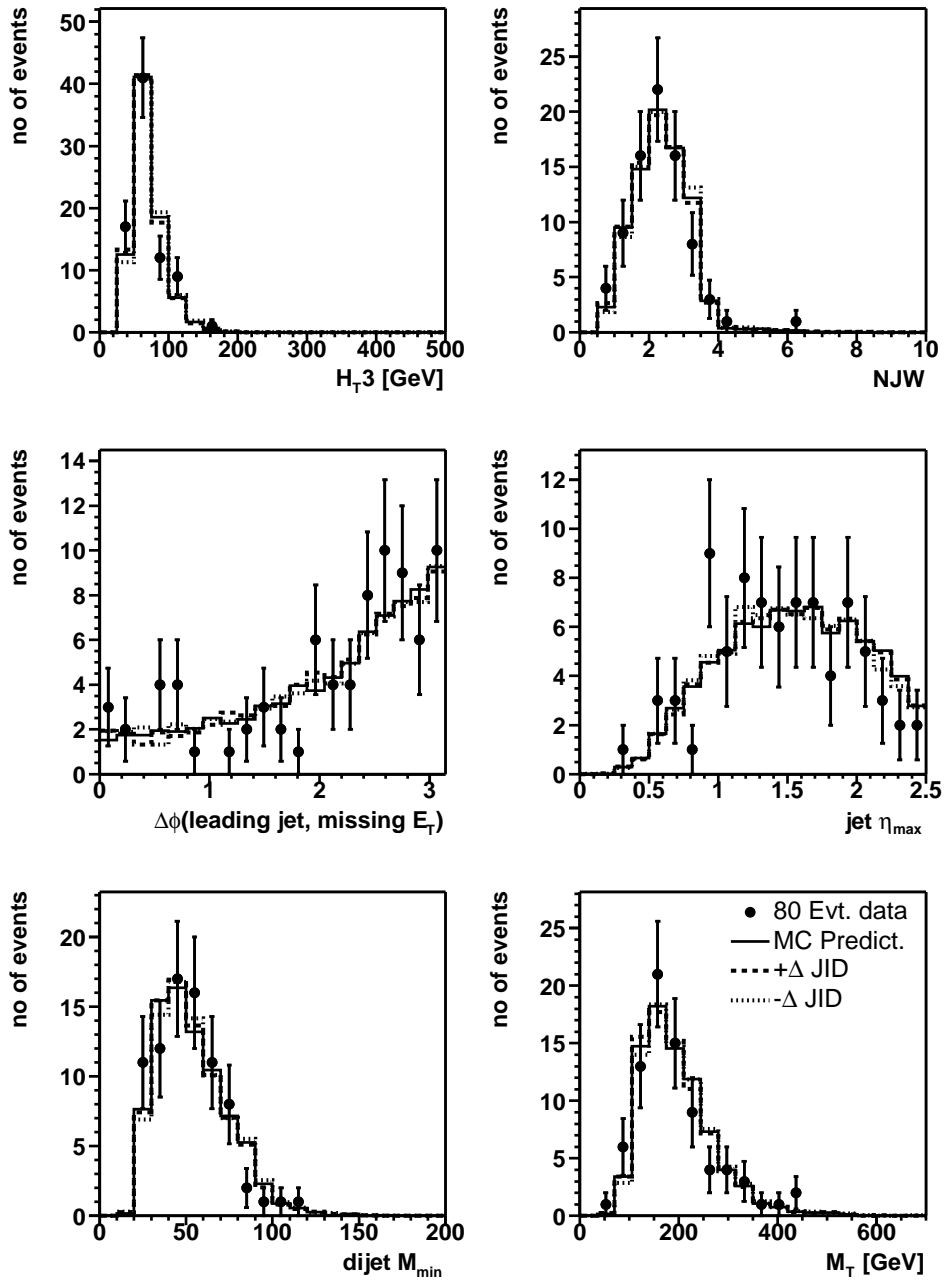 no of events
50
40
30
20
10
0
0 100 200 300 400 500
H_T3 [GeV]
no of events
25
20
15
10
5
0
0 2 4 6 8 10
NJW
no of events
14
12
10
8
6
4
2
0
0 1 2 3
Δϕ(leading jet, missing E_T)
no of events
12
10
8
6
4
2
0
0 0.5 1 1.5 2 2.5
jet η_max
no of events
20
15
10
5
0
0 50 100 150 200
dijet M_min
no of events
25
20
15
10
5
0
0 200 400 600
M_T [GeV]
80 Evt. data
MC Predict.
+Δ JID
-Δ JID